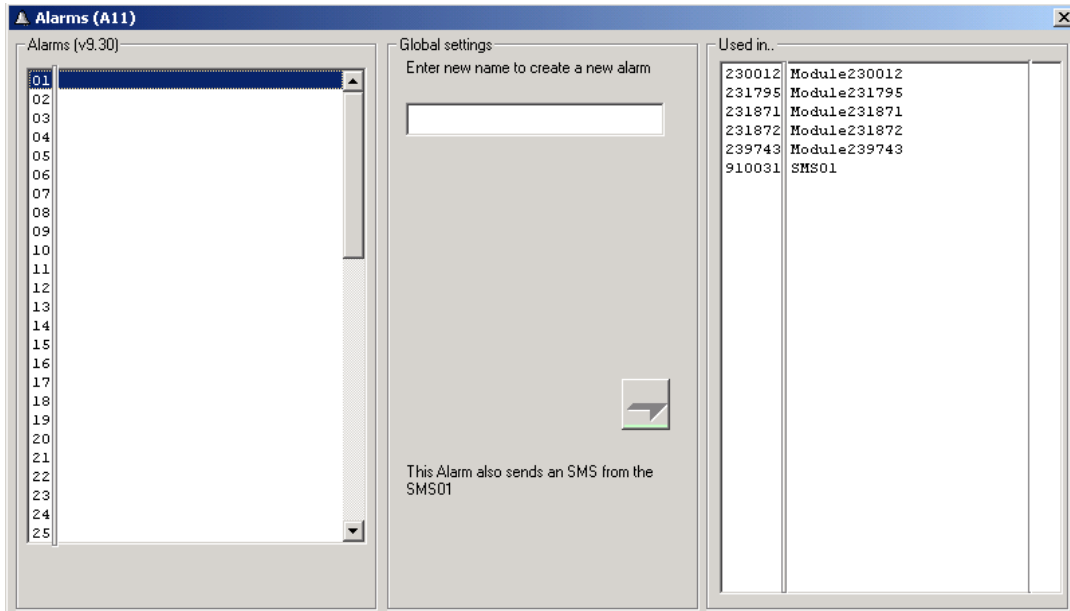 Alarms (A11)
Alarms (v9.30)
01
02
03
04
05
06
07
08
09
10
11
12
13
14
15
16
17
18
19
20
21
22
23
24
25
Global settings
Enter new name to create a new alarm
This Alarm also sends an SMS from the
SMS01
Used in..
230012 Module230012
231795 Module231795
231871 Module231871
231872 Module231872
239743 Module239743
910031 SMS01